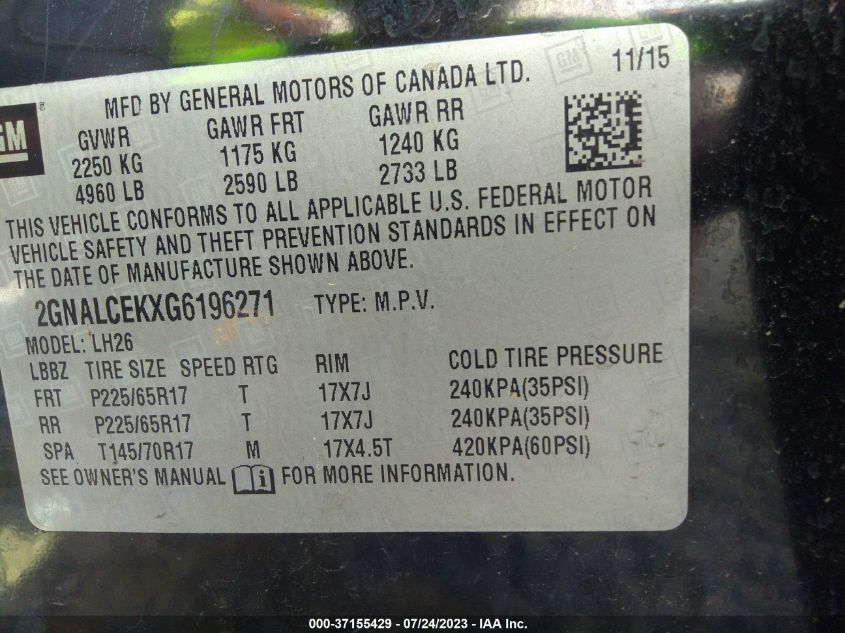 11/15
MFD BY GENERAL MOTORS OF CANADA LTD.
GM
GVWR GAWR FRT GAWR RR
2250 KG 1175 KG 1240 KG
4960 LB 2590 LB 2733 LB
THIS VEHICLE CONFORMS TO ALL APPLICABLE U.S. FEDERAL MOTOR
VEHICLE SAFETY AND THEFT PREVENTION STANDARDS IN EFFECT ON
THE DATE OF MANUFACTURE SHOWN ABOVE.
2GNALCEKXG6196271 TYPE: M.P.V.
MODEL: LH26
LBBZ TIRE SIZE SPEED RTG RIM COLD TIRE PRESSURE
FRT P225/65R17 T 17X7J 240KPA(35PSI)
RR P225/65R17 T 17X7J 240KPA(35PSI)
SPA T145/70R17 M 17X4.5T 420KPA(60PSI)
SEE OWNER'S MANUAL i FOR MORE INFORMATION.
000-37155429 - 07/24/2023 - IAA Inc.